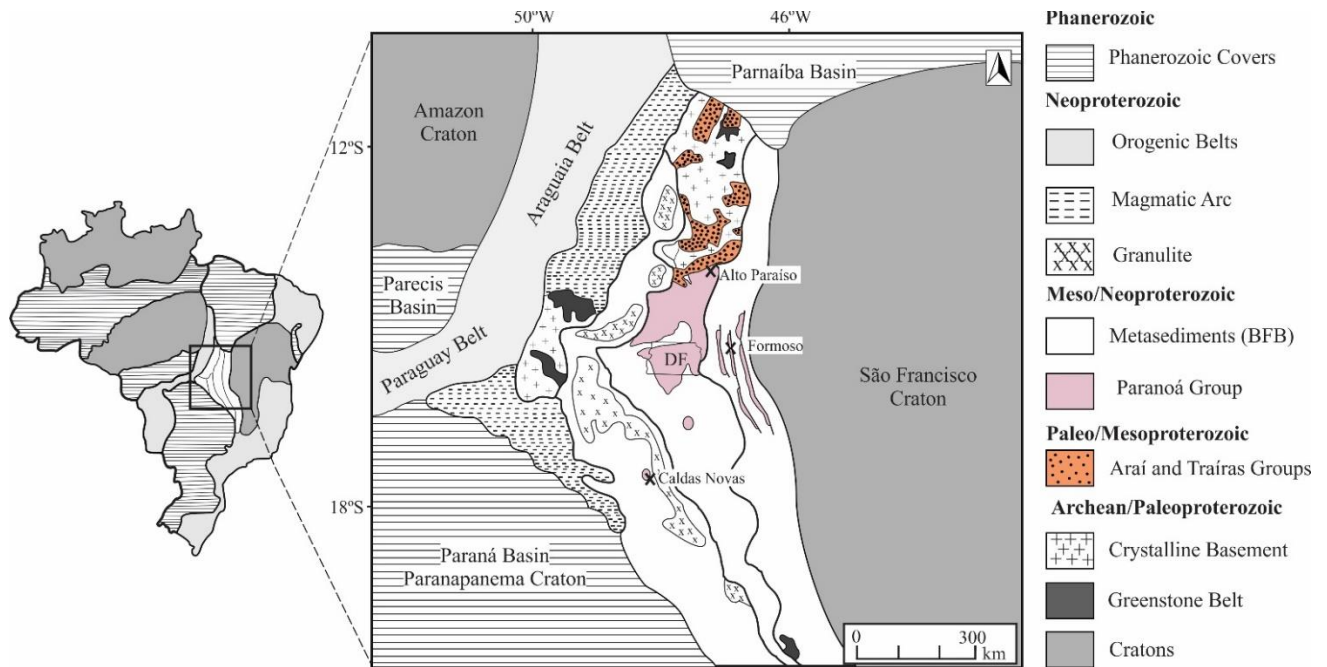 50°W
46°W
12°S
18°S
Parnaíba Basin
Amazon
Craton
Araguaia Belt
Parecis
Basin
Paraguay Belt
Alto Paraíso
Formoso
DF
São Francisco
Craton
Caldas Novas
Paraná Basin
Paranapanema Craton
0 300
km
Phanerozoic
Phanerozoic Covers
Neoproterozoic
Orogenic Belts
Magmatic Arc
Granulite
Meso/Neoproterozoic
Metasediments (BFB)
Paranoá Group
Paleo/Mesoproterozoic
Araí and Traíras Groups
Archean/Paleoproterozoic
Crystalline Basement
Greenstone Belt
Cratons